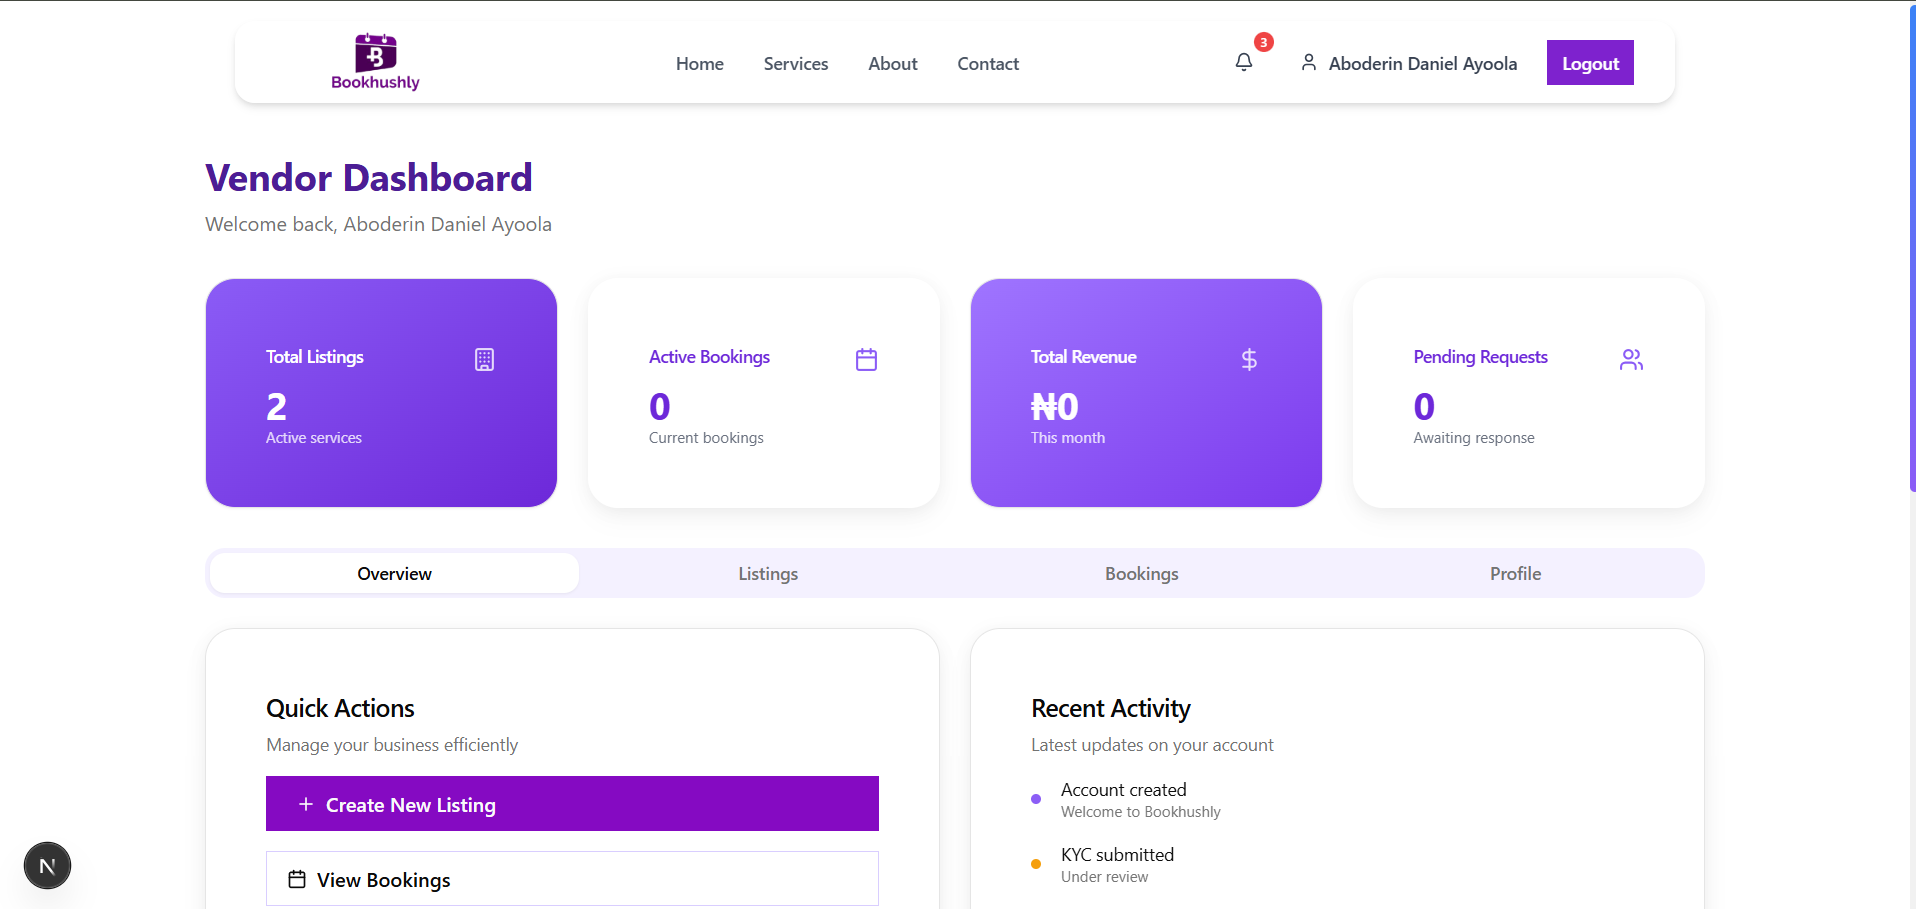 Bookhushly
Home
Services
About
Contact
3
Aboderin Daniel Ayoola
Logout
Vendor Dashboard
Welcome back, Aboderin Daniel Ayoola
Total Listings
2
Active services
Active Bookings
0
Current bookings
Total Revenue
₦0
This month
Pending Requests
0
Awaiting response
Overview
Listings
Bookings
Profile
Quick Actions
Manage your business efficiently
+ Create New Listing
View Bookings
Recent Activity
Latest updates on your account
Account created
Welcome to Bookhushly
KYC submitted
Under review
N